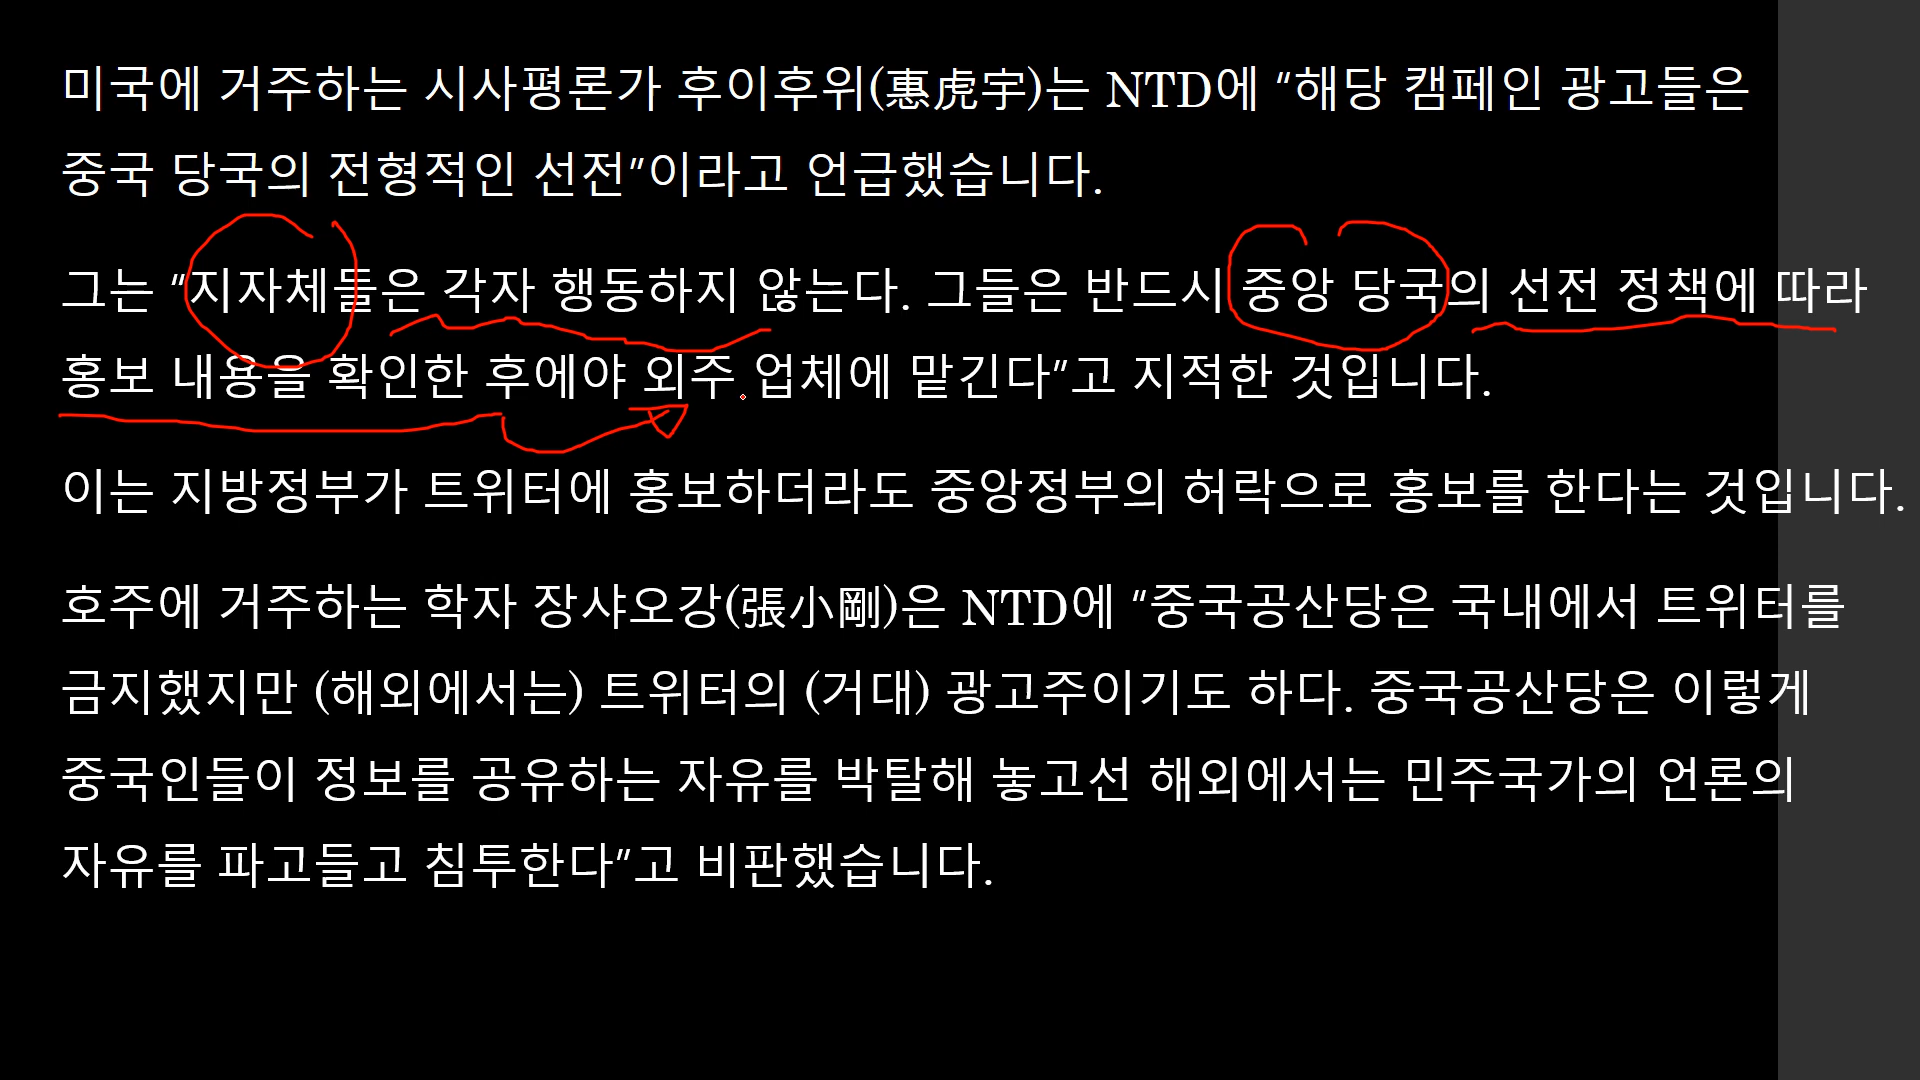 미국에 거주하는 시사평론가 후이후위(惠虎宇)는 NTD에 "해당 캠페인 광고들은
중국 당국의 전형적인 선전"이라고 언급했습니다.
그는 "지자체들은 각자 행동하지 않는다. 그들은 반드시 중앙 당국의 선전 정책에 따라
홍보 내용을 확인한 후에야 외주 업체에 맡긴다"고 지적한 것입니다.
이는 지방정부가 트위터에 홍보하더라도 중앙정부의 허락으로 홍보를 한다는 것입니다.
호주에 거주하는 학자 장샤오강(張小剛)은 NTD에 "중국공산당은 국내에서 트위터를
금지했지만 (해외에서는) 트위터의 (거대) 광고주이기도 하다. 중국공산당은 이렇게
중국인들이 정보를 공유하는 자유를 박탈해 놓고선 해외에서는 민주국가의 언론의
자유를 파고들고 침투한다"고 비판했습니다.